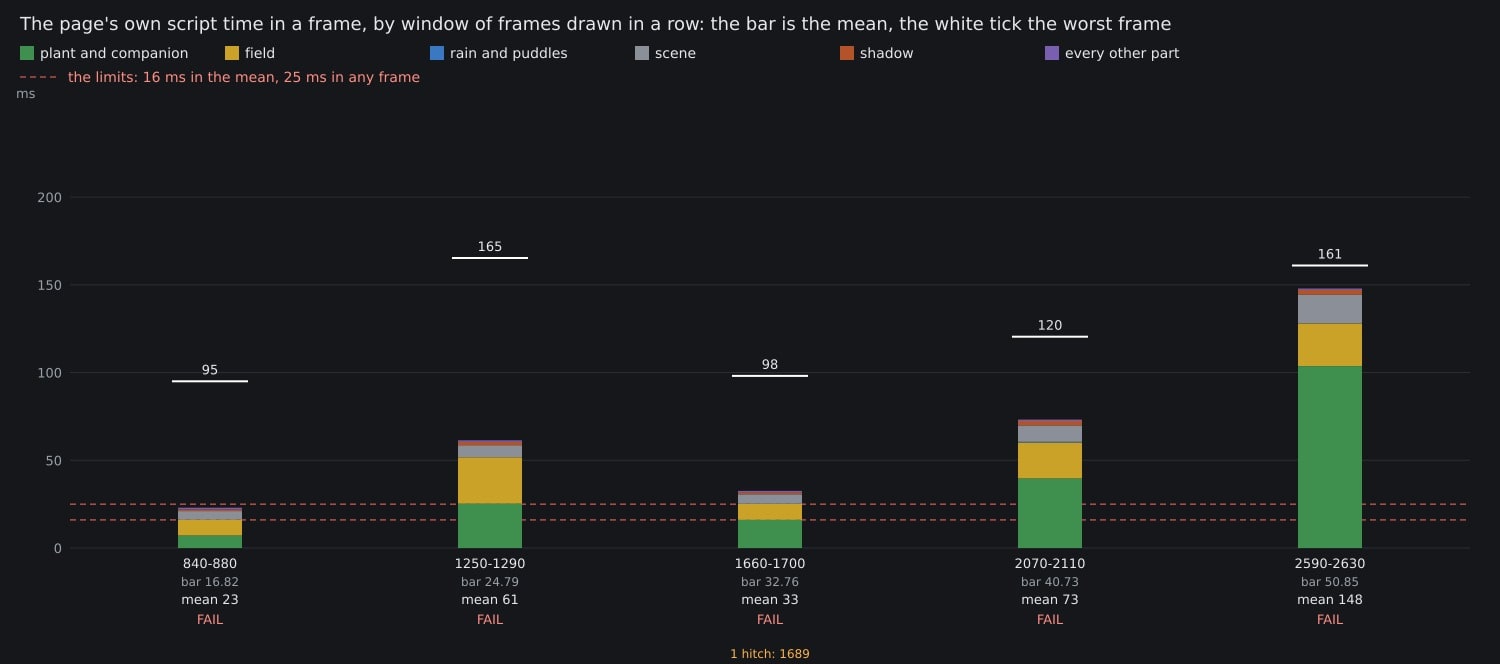 The page's own script time in a frame, by window of frames drawn in a row: the bar is the mean, the white tick the worst frame
plant and companion field rain and puddles scene shadow every other part
the limits: 16 ms in the mean, 25 ms in any frame
ms
200
165
161
150
120
95
98
100
50
0
840-880 1250-1290 1660-1700 2070-2110 2590-2630
bar 16.82 bar 24.79 bar 32.76 bar 40.73 bar 50.85
mean 23 mean 61 mean 33 mean 73 mean 148
FAIL FAIL FAIL FAIL FAIL
1 hitch: 1689